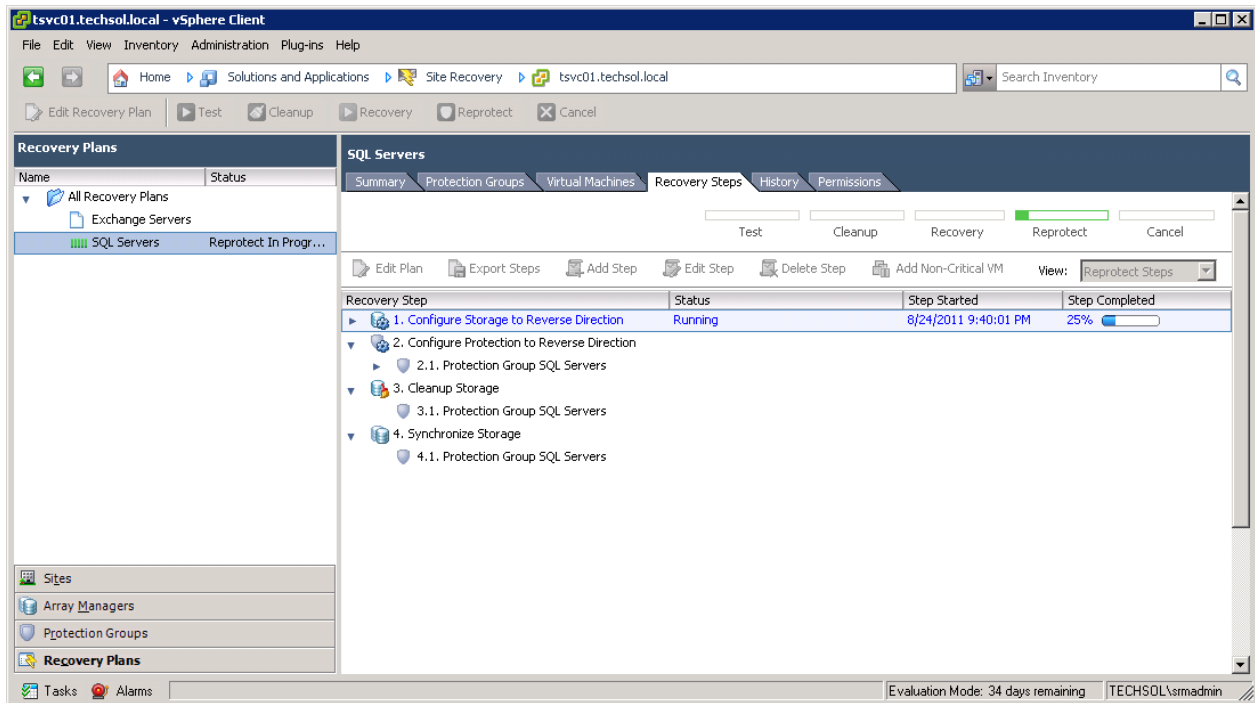 tsvc01.techsol.local - vSphere Client
File Edit View Inventory Administration Plug-ins Help
Home Solutions and Applications Site Recovery tsvc01.techsol.local Search Inventory
Edit Recovery Plan Test Cleanup Recovery Reprotect Cancel
Recovery Plans
Name Status
All Recovery Plans
Exchange Servers
SQL Servers Reprotect In Progr...
Sites
Array Managers
Protection Groups
Recovery Plans
SQL Servers
Summary Protection Groups Virtual Machines Recovery Steps History Permissions
Test Cleanup Recovery Reprotect Cancel
Edit Plan Export Steps Add Step Edit Step Delete Step Add Non-Critical VM View: Reprotect Steps
Recovery Step Status Step Started Step Completed
1. Configure Storage to Reverse Direction Running 8/24/2011 9:40:01 PM 25%
2. Configure Protection to Reverse Direction
2.1. Protection Group SQL Servers
3. Cleanup Storage
3.1. Protection Group SQL Servers
4. Synchronize Storage
4.1. Protection Group SQL Servers
Tasks Alarms Evaluation Mode: 34 days remaining TECHSOL\srmadmin